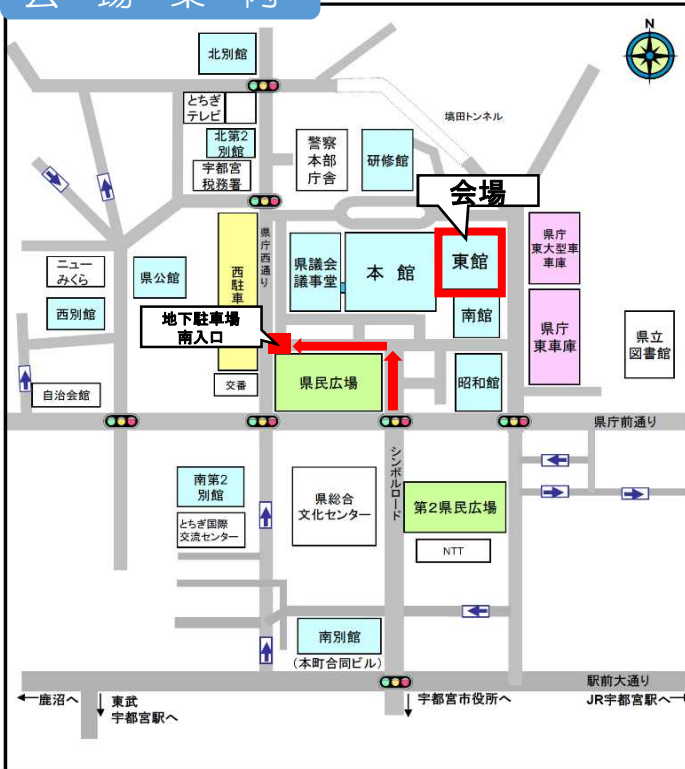 会場案内
N
北別館
とちぎ
テレビ
北第2
別館
宇都宮
税務署
警察
本部
庁舎
研修館
塙田トンネル
会場
県庁西通り
ニュー
みくら
県公館
西駐車
県議会
議事堂
本館
東館
県庁
東大型車
車庫
西別館
地下駐車場
南入口
南館
県庁
東車庫
県立
図書館
自治会館
交番
県民広場
昭和館
県庁前通り
シンボルロード
南第2
別館
とちぎ国際
交流センター
県総合
文化センター
第2県民広場
NTT
南別館
(本町合同ビル)
駅前大通り
←鹿沼へ
東武
宇都宮駅へ
宇都宮市役所へ
JR宇都宮駅へ→